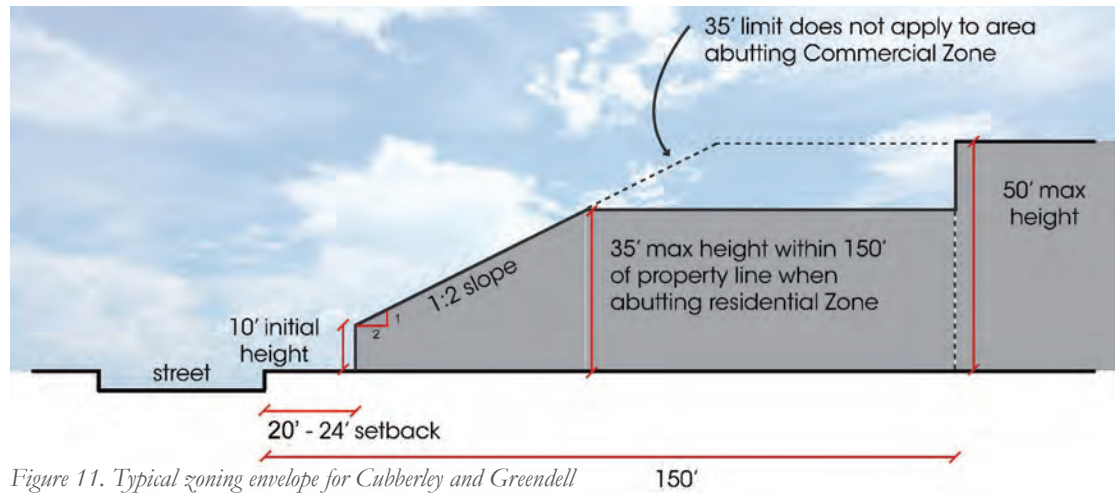 35' limit does not apply to area
abutting Commercial Zone
50' max
height
35' max height within 150'
of property line when
abutting residential Zone
1:2 slope
1
2
10' initial
height
street
20' - 24' setback
150'
Figure 11. Typical zoning envelope for Cubberley and Greendell